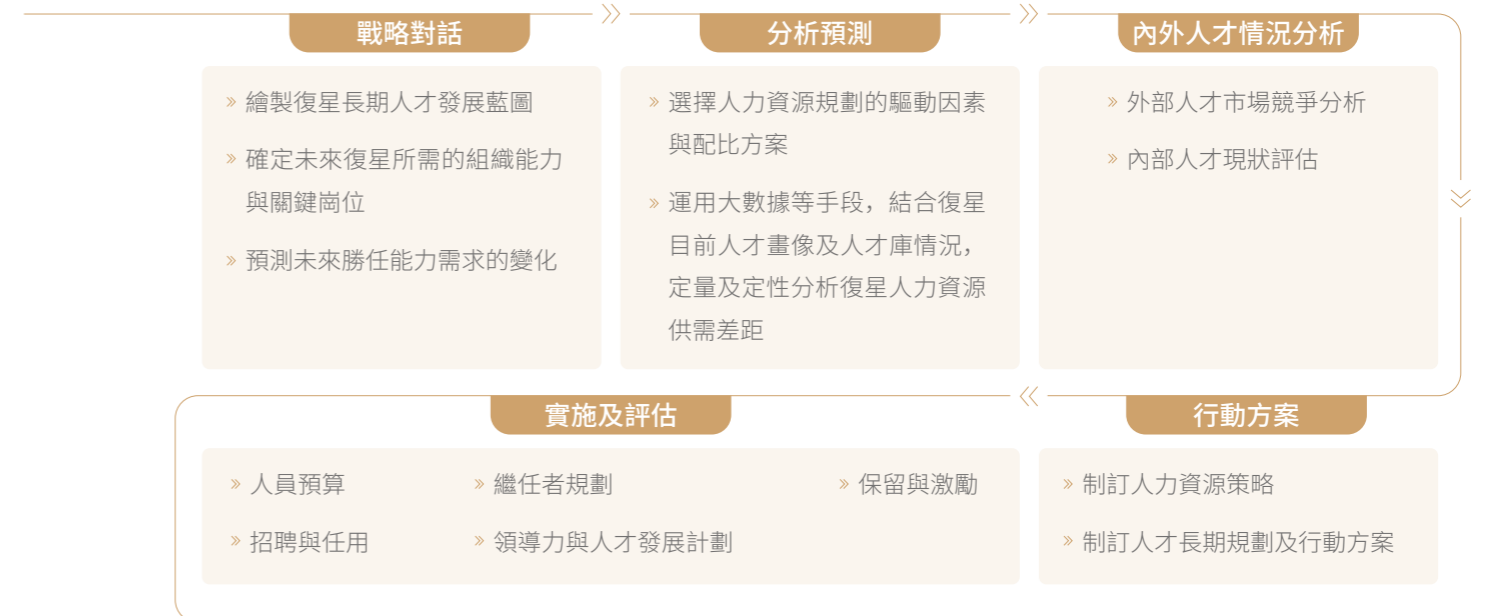 戰略對話
» 繪製復星長期人才發展藍圖
» 確定未來復星所需的組織能力
與關鍵崗位
» 預測未來勝任能力需求的變化
分析預測
» 選擇人力資源規劃的驅動因素
與配比方案
» 運用大數據等手段，結合復星
目前人才畫像及人才庫情況，
定量及定性分析復星人力資源
供需差距
內外人才情況分析
» 外部人才市場競爭分析
» 內部人才現狀評估
行動方案
» 制訂人力資源策略
» 制訂人才長期規劃及行動方案
實施及評估
» 人員預算
» 招聘與任用
» 繼任者規劃
» 領導力與人才發展計劃
» 保留與激勵